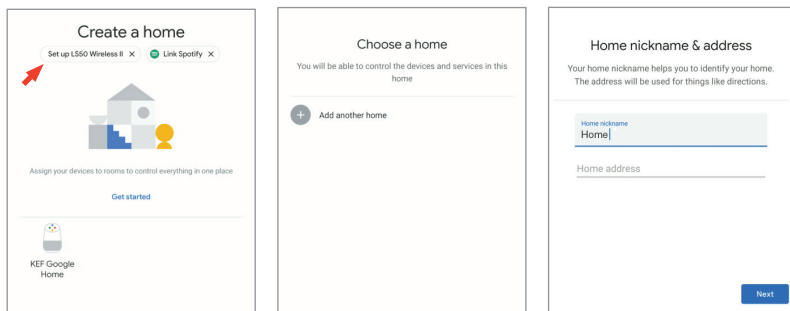 Create a home
Set up LS50 Wireless II X
Link Spotify X
Assign your devices to rooms to control everything in one place
Get started
KEF Google
Home
Choose a home
You will be able to control the devices and services in this
home
Add another home
Home nickname & address
Your home nickname helps you to identify your home.
The address will be used for things like directions.
Home nickname
Home
Home address
Next